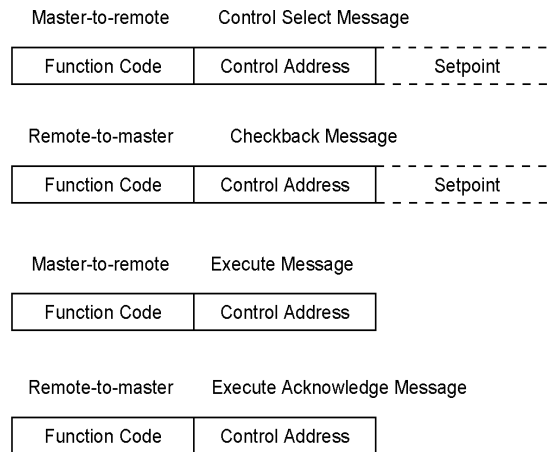 Master-to-remote Control Select Message
Function Code Control Address Setpoint
Remote-to-master Checkback Message
Function Code Control Address Setpoint
Master-to-remote Execute Message
Function Code Control Address
Remote-to-master Execute Acknowledge Message
Function Code Control Address